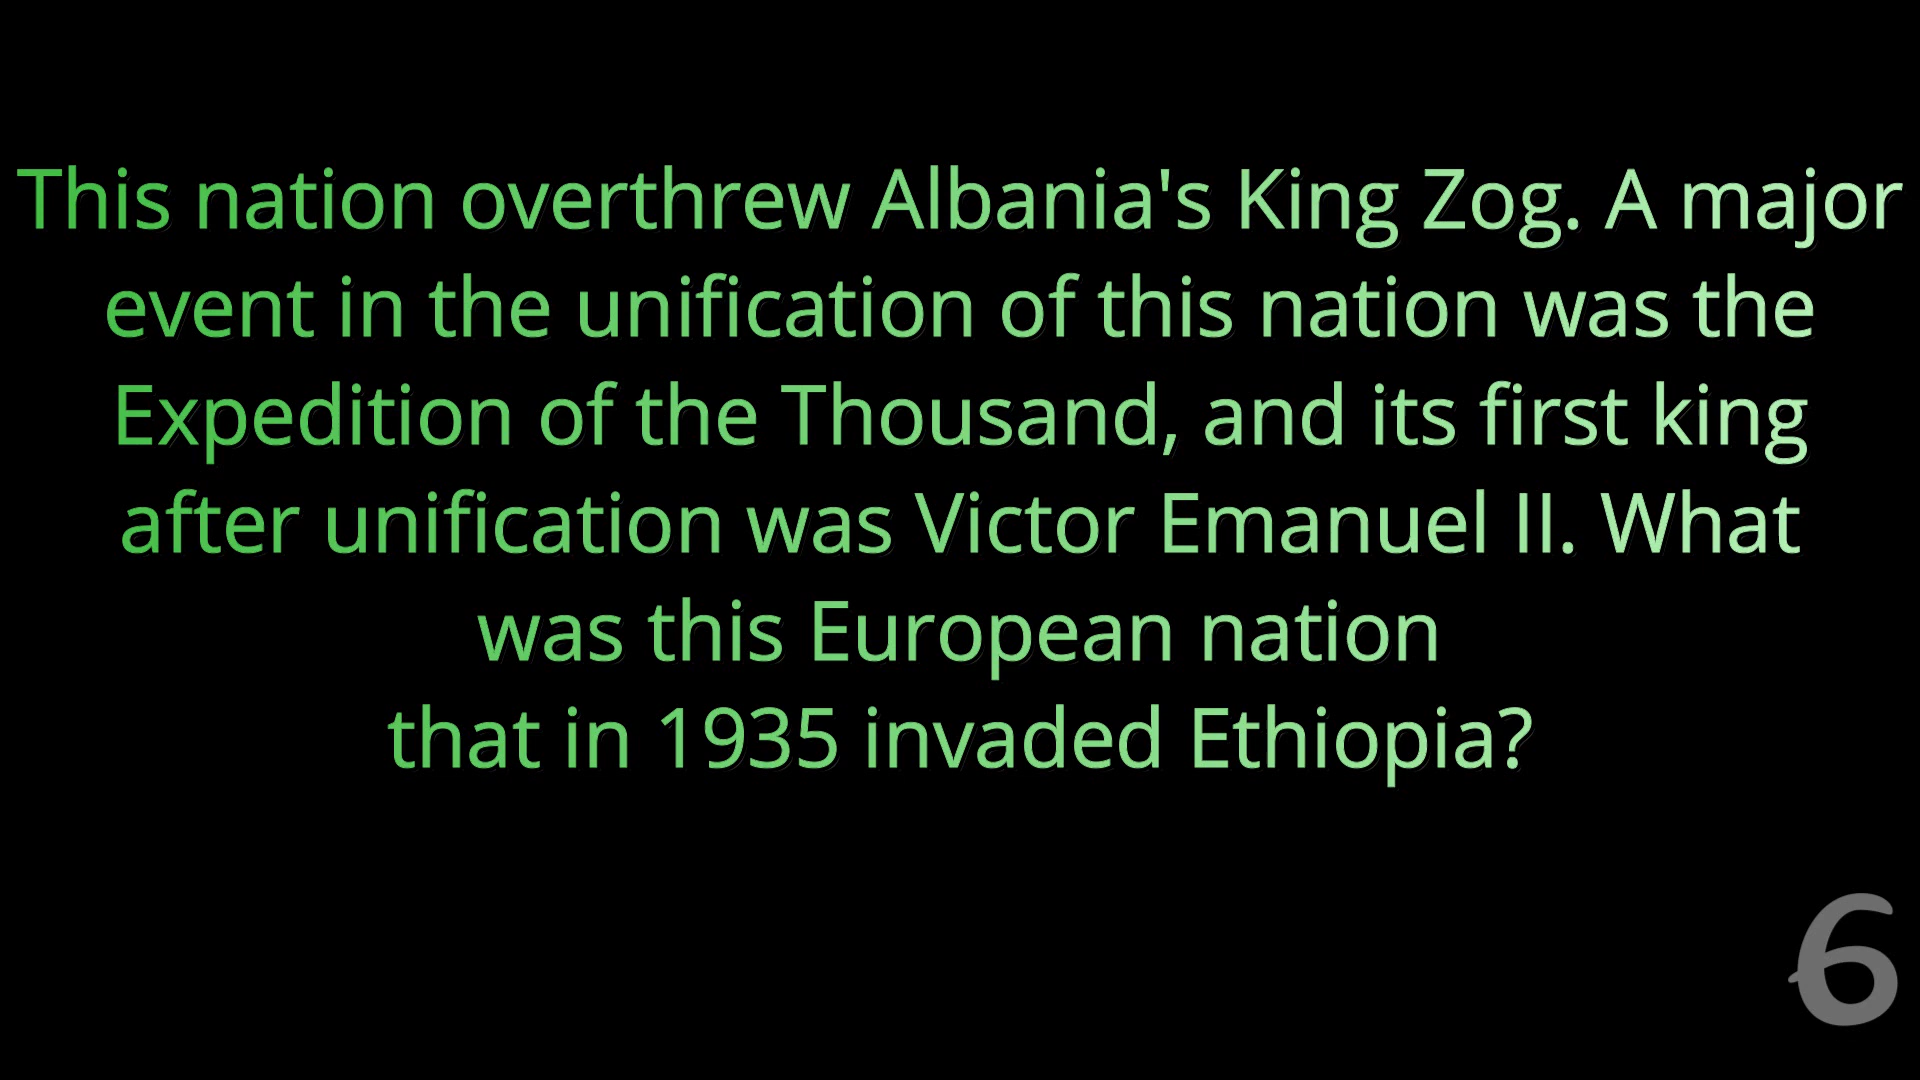 This nation overthrew Albania's King Zog. A major
event in the unification of this nation was the
Expedition of the Thousand, and its first king
after unification was Victor Emanuel II. What
was this European nation
that in 1935 invaded Ethiopia?
6